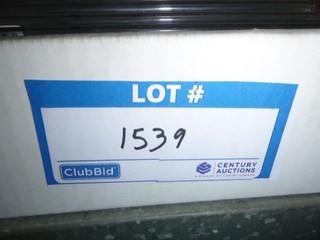 LOT #
1539
ClubBid
CENTURY
AUCTIONS